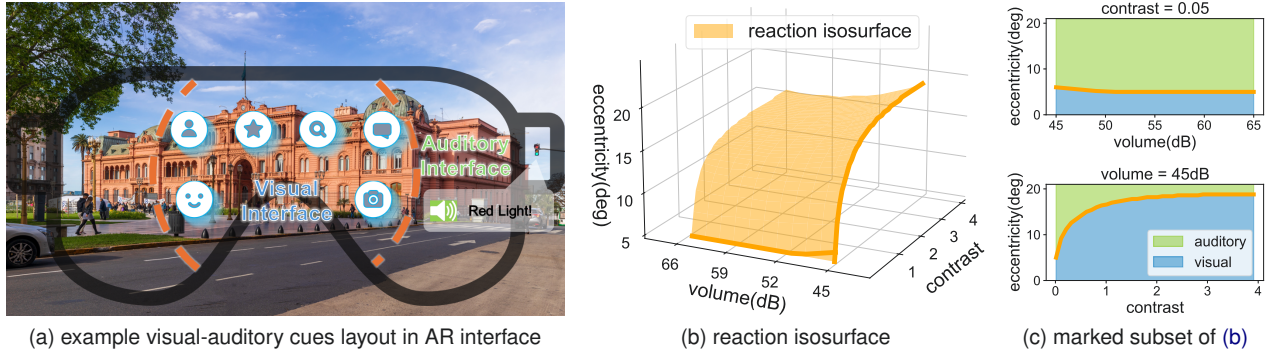 Auditory
Interface
Visual
Interface
Red Light!
(a) example visual-auditory cues layout in AR interface
reaction isosurface
eccentricity(deg)
20
15
10
5
66
59
52
45
volume(dB)
1
2
3
4
contrast
(b) reaction isosurface
contrast = 0.05
eccentricity(deg)
20
10
0
45 50 55 60 65
volume(dB)
volume = 45dB
eccentricity(deg)
20
10
0
auditory
visual
0 1 2 3 4
contrast
(c) marked subset of (b)